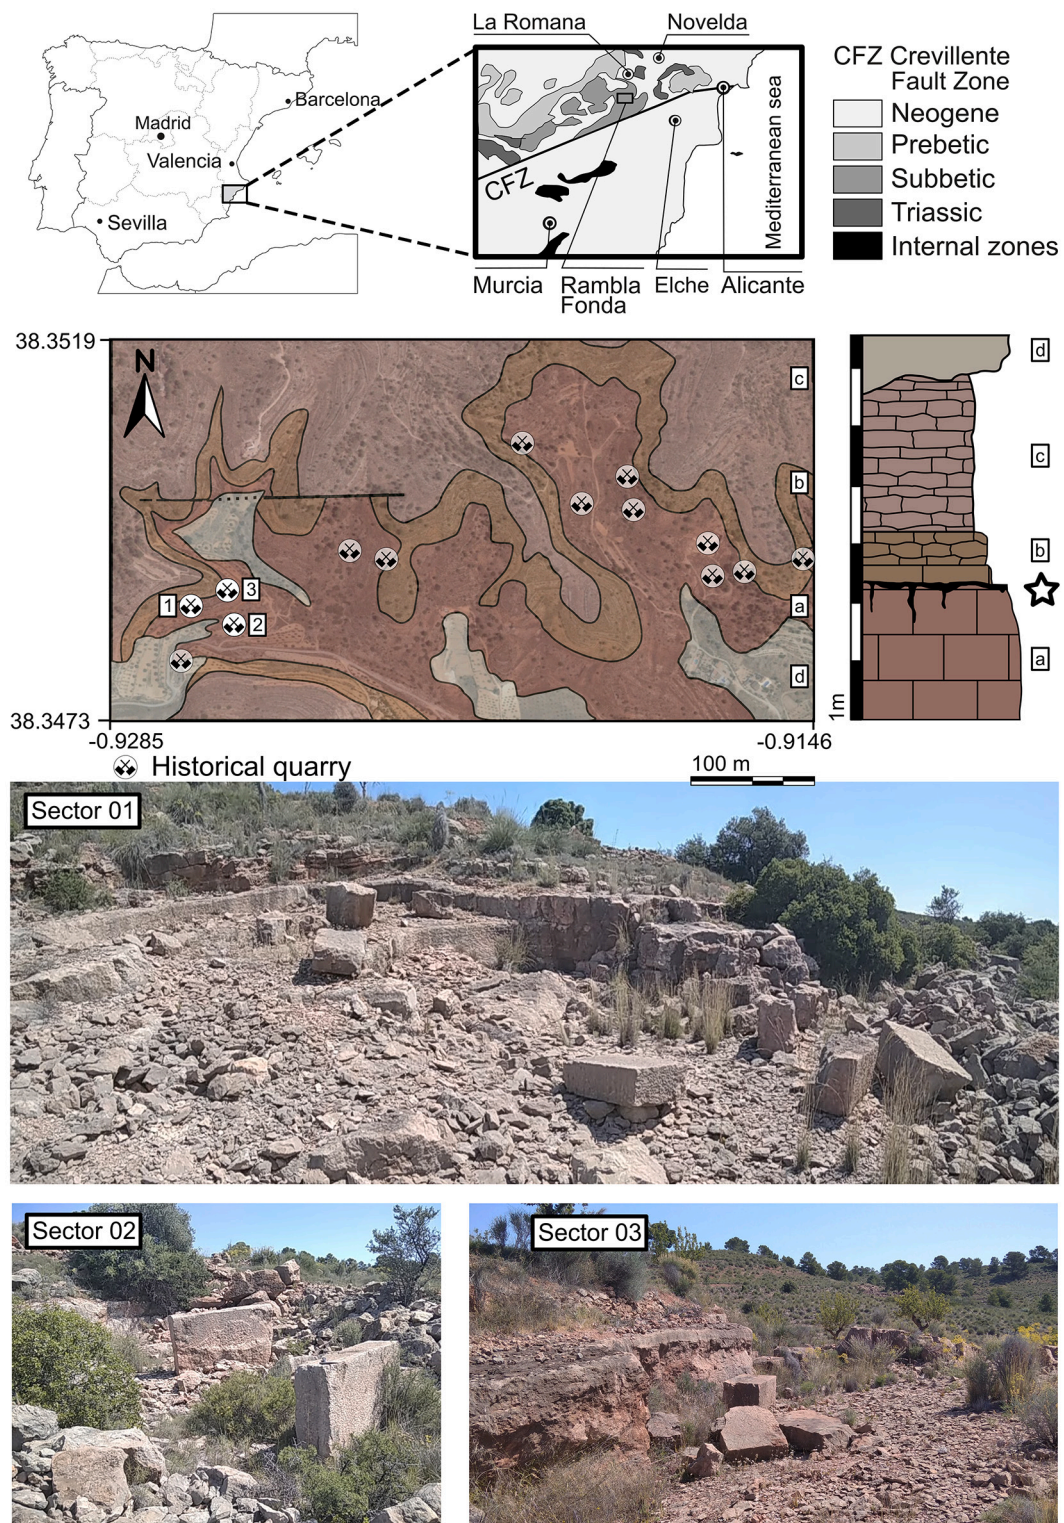 La Romana
Novelda
Barcelona
Madrid
Valencia
Sevilla
CFZ
Mediterranean sea
Murcia
Rambla
Fonda
Elche
Alicante
CFZ Crevillente
Fault Zone
Neogene
Prebetic
Subbetic
Triassic
Internal zones
38.3519
N
c
b
a
d
1
3
2
38.3473
-0.9285
-0.9146
d
c
b
a
1m
Historical quarry
100 m
Sector 01
Sector 02
Sector 03